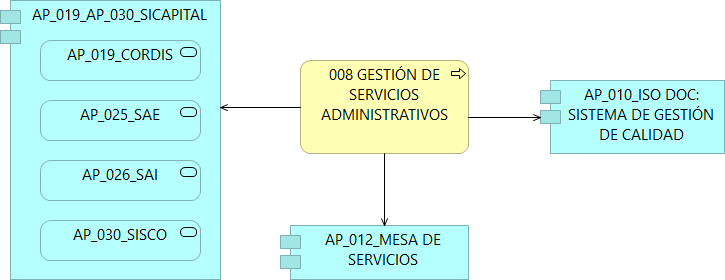 AP_019_AP_030_SICAPITAL
AP_019_CORDIS
AP_025_SAE
AP_026_SAI
AP_030_SISCO
008 GESTIÓN DE
SERVICIOS
ADMINISTRATIVOS
AP_012_MESA DE
SERVICIOS
AP_010_ISO DOC:
SISTEMA DE GESTIÓN
DE CALIDAD